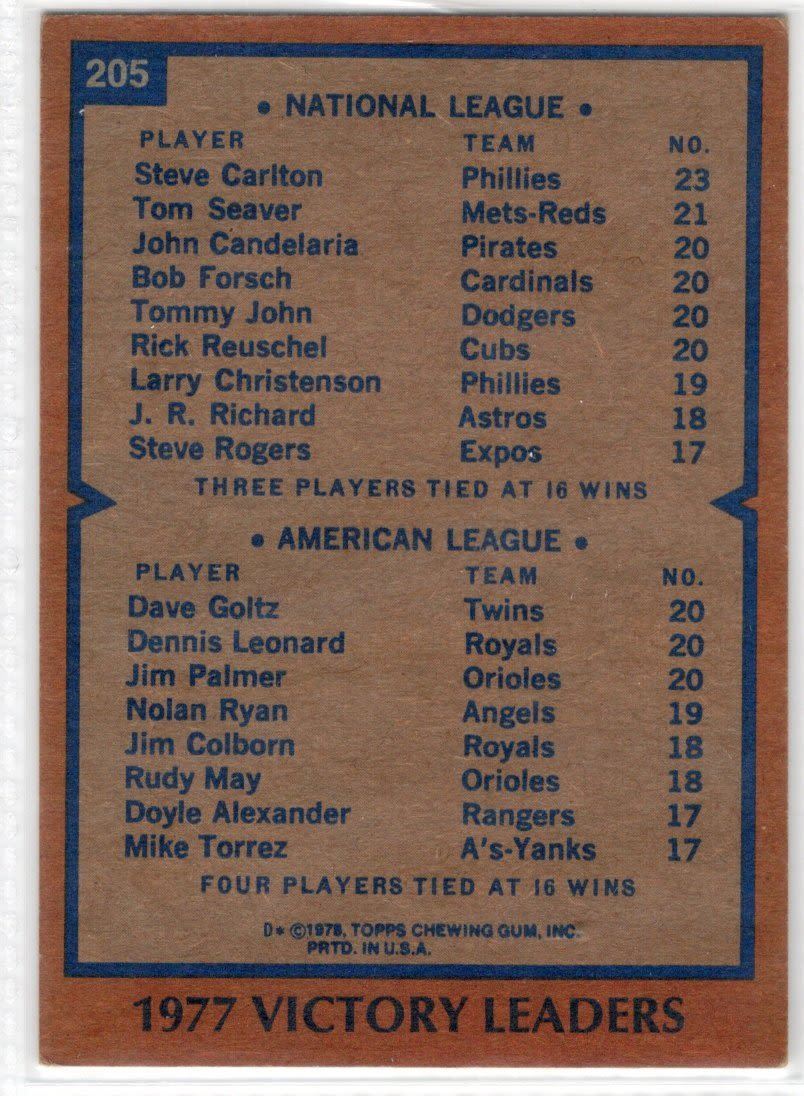 205
• NATIONAL LEAGUE •
PLAYER TEAM NO.
Steve Carlton Phillies 23
Tom Seaver Mets-Reds 21
John Candelaria Pirates 20
Bob Forsch Cardinals 20
Tommy John Dodgers 20
Rick Reuschel Cubs 20
Larry Christenson Phillies 19
J. R. Richard Astros 18
Steve Rogers Expos 17
THREE PLAYERS TIED AT 16 WINS
• AMERICAN LEAGUE •
PLAYER TEAM NO.
Dave Goltz Twins 20
Dennis Leonard Royals 20
Jim Palmer Orioles 20
Nolan Ryan Angels 19
Jim Colborn Royals 18
Rudy May Orioles 18
Doyle Alexander Rangers 17
Mike Torrez A's-Yanks 17
FOUR PLAYERS TIED AT 16 WINS
D* ©1978, TOPPS CHEWING GUM, INC.
PRTD. IN U.S.A.
1977 VICTORY LEADERS